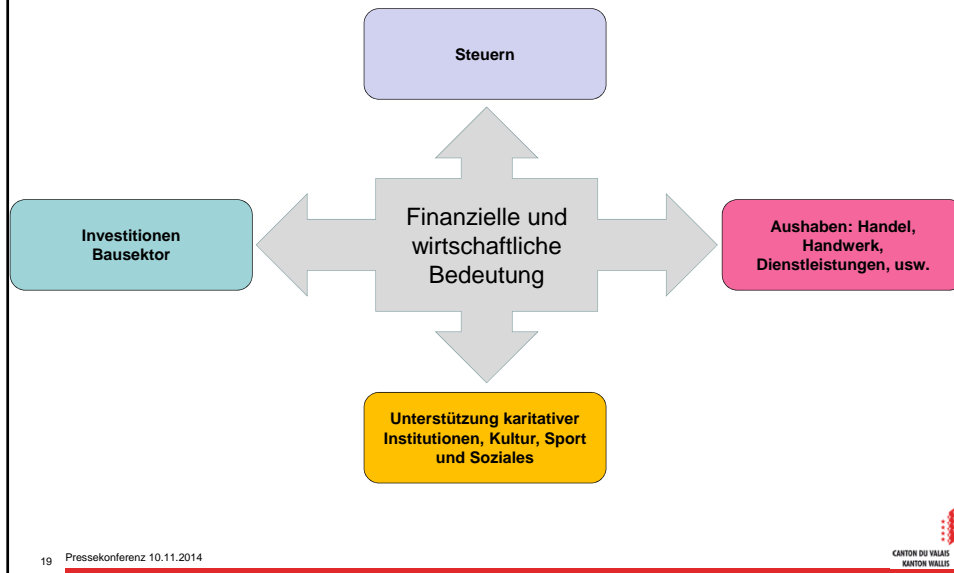 Steuern
Investitionen
Bausektor
Finanzielle und
wirtschaftliche
Bedeutung
Aushaben: Handel,
Handwerk,
Dienstleistungen, usw.
Unterstützung karitativer
Institutionen, Kultur, Sport
und Soziales
19 Pressekonferenz 10.11.2014
CANTON DU VALAIS
KANTON WALLIS